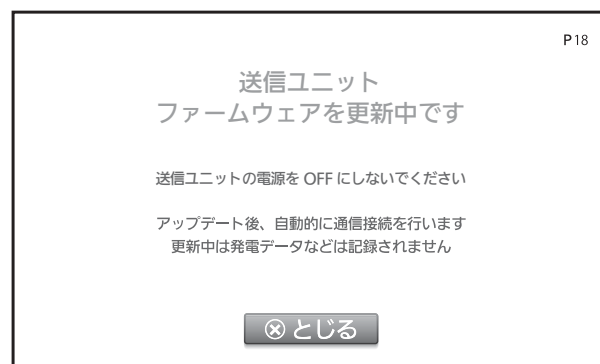 P18
送信ユニット
ファームウェアを更新中です
送信ユニットの電源を OFF にしないでください
アップデート後、自動的に通信接続を行います
更新中は発電データなどは記録されません
⊗ とじる